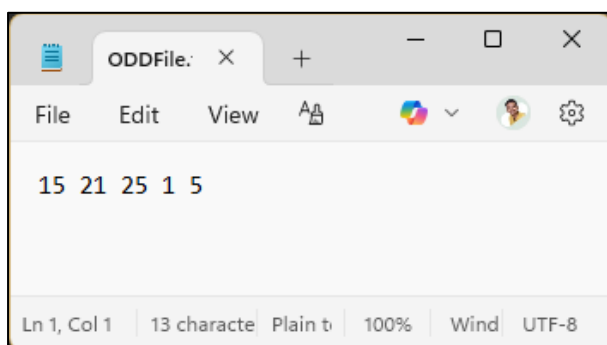 ODDFile.
File Edit View
15 21 25 1 5
Ln 1, Col 1 13 characte Plain t 100% Wind UTF-8